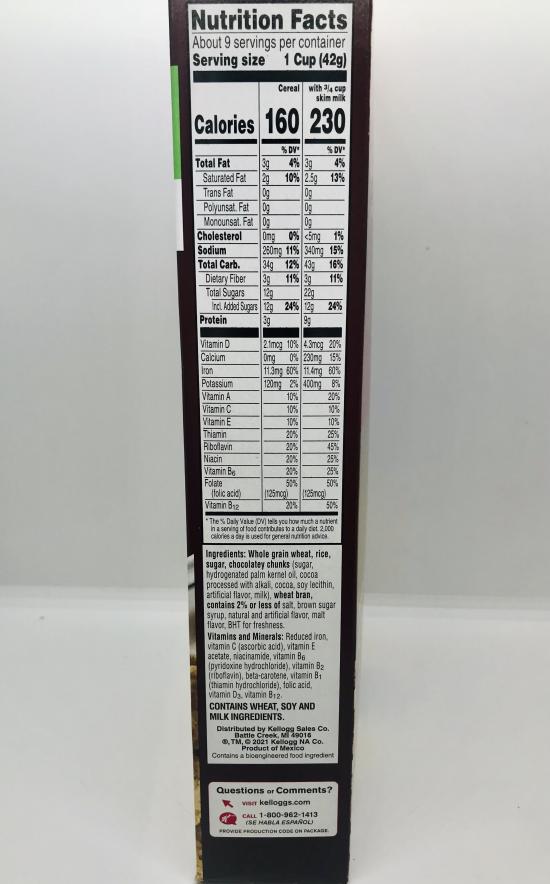 Nutrition Facts
About 9 servings per container
Serving size 1 Cup (42g)
Cereal with 3/4 cup skim milk
Calories 160 230
% DV* % DV*
Total Fat 3g 4% 3g 4%
Saturated Fat 2g 10% 2.5g 13%
Trans Fat 0g 0g
Polyunsat. Fat 0g 0g
Monounsat. Fat 0g 0g
Cholesterol 0mg 0% <5mg 1%
Sodium 260mg 11% 340mg 15%
Total Carb. 34g 12% 43g 16%
Dietary Fiber 3g 11% 3g 11%
Total Sugars 12g 22g
Incl. Added Sugars 12g 24% 12g 24%
Protein 3g 9g
Vitamin D 2.1mcg 10% 4.3mcg 20%
Calcium 0mg 0% 230mg 15%
Iron 11.3mg 60% 11.4mg 60%
Potassium 120mg 2% 400mg 8%
Vitamin A 10% 20%
Vitamin C 10% 10%
Vitamin E 10% 10%
Thiamin 20% 25%
Riboflavin 20% 45%
Niacin 20% 25%
Vitamin B6 20% 25%
Folate 50% 50%
(folic acid) (125mcg) (125mcg)
Vitamin B12 20% 50%
* The % Daily Value (DV) tells you how much a nutrient
in a serving of food contributes to a daily diet. 2,000
calories a day is used for general nutrition advice.
Ingredients: Whole grain wheat, rice,
sugar, chocolatey chunks (sugar,
hydrogenated palm kernel oil, cocoa
processed with alkali, cocoa, soy lecithin,
artificial flavor, milk), wheat bran,
contains 2% or less of salt, brown sugar
syrup, natural and artificial flavor, malt
flavor, BHT for freshness.
Vitamins and Minerals: Reduced iron,
vitamin C (ascorbic acid), vitamin E
acetate, niacinamide, vitamin B6
(pyridoxine hydrochloride), vitamin B2
(riboflavin), beta-carotene, vitamin B1
(thiamin hydrochloride), folic acid,
vitamin D3, vitamin B12.
CONTAINS WHEAT, SOY AND
MILK INGREDIENTS.
Distributed by Kellogg Sales Co.
Battle Creek, MI 49016
®, TM, © 2021 Kellogg NA Co.
Product of Mexico
Contains a bioengineered food ingredient
Questions or Comments?
VISIT kelloggs.com
CALL 1-800-962-1413
(SE HABLA ESPAÑOL)
PROVIDE PRODUCTION CODE ON PACKAGE.